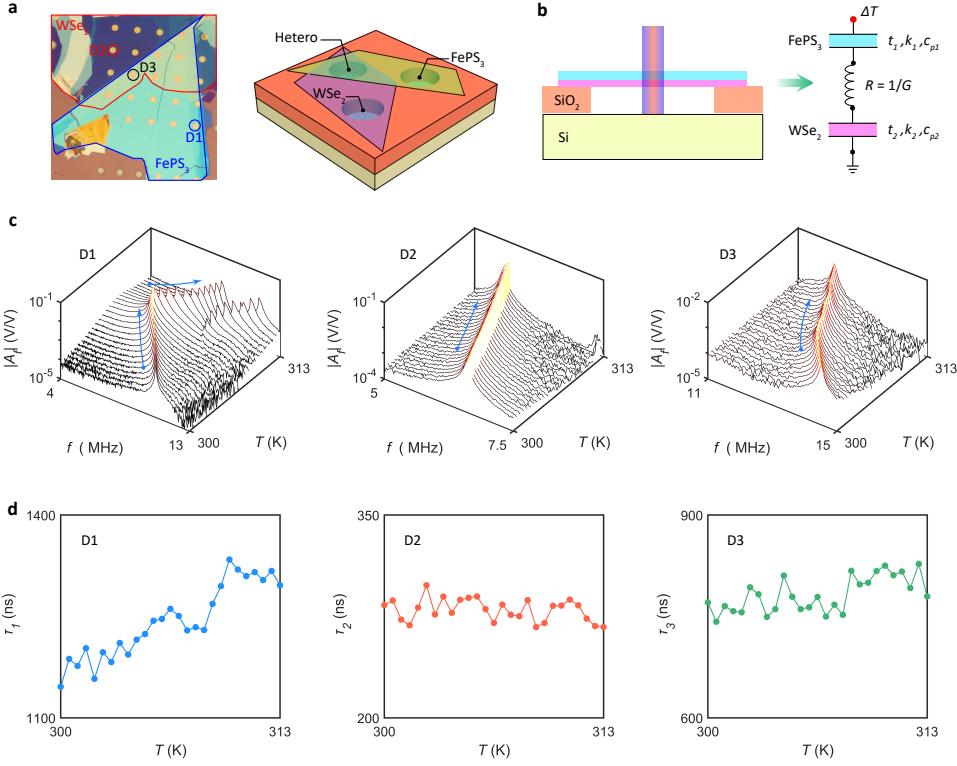 a
WSe2
D2
D3
D1
FePS3
Hetero
FePS3
WSe2
b
SiO2
Si
ΔT
FePS3
t1,k1,cp1
R = 1/G
WSe2
t2,k2,cp2
c
D1
10-1
|Af| (V/V)
10-5
4
f ( MHz)
13
300
T (K)
313
D2
10-1
|Af| (V/V)
10-4
5
f ( MHz)
7.5
300
T (K)
313
D3
10-2
|Af| (V/V)
10-5
11
f ( MHz)
15
300
T (K)
313
d
1400
D1
τ1 (ns)
1100
300
T (K)
313
350
D2
τ2 (ns)
200
300
T (K)
313
900
D3
τ3 (ns)
600
300
T (K)
313